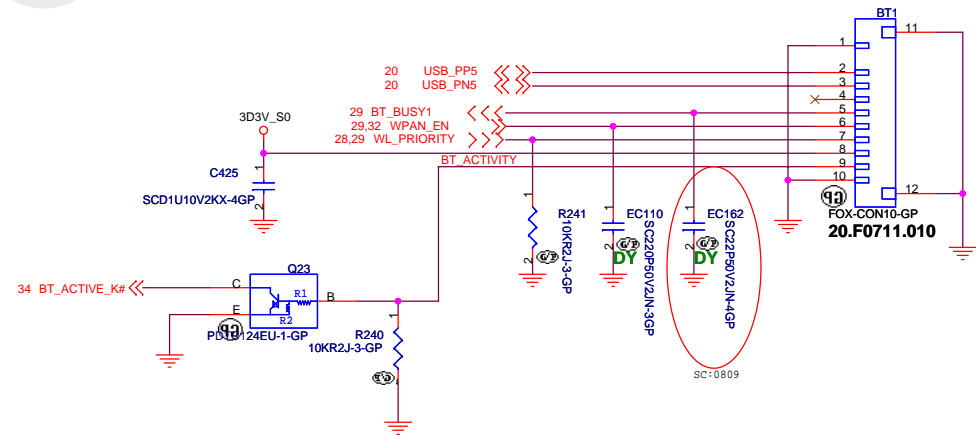 BT1
11
1
20 USB_PP5
2
20 USB_PN5
3
4
29 BT_BUSY1
5
3D3V_S0
29,32 WPAN_EN
6
28,29 WL_PRIORITY
7
8
BT_ACTIVITY
9
C425
1
10
12
SCD1U10V2KX-4GP
2
GP
FOX-CON10-GP
20.F0711.010
1
R241
10KR2J-3-GP
2
G/P
1
EC110
SC220P50V2JN-3GP
2
G/P
DY
1
EC162
SC22P50V2JN-4GP
2
G/P
DY
Q23
34 BT_ACTIVE_K#
C
R1
B
E
R2
GP
124EU-1-GP
1
R240
10KR2J-3-GP
G/P
SC:0809